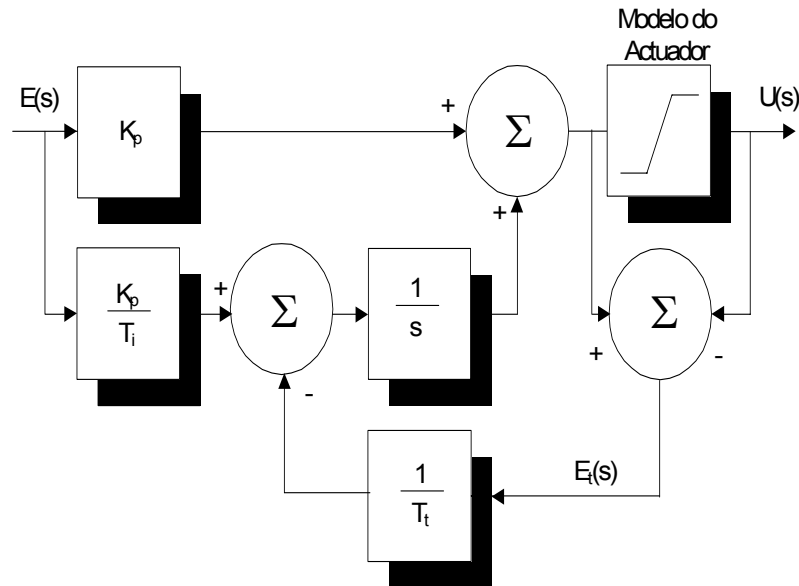 Modelo do
Actuador
E(s)
U(s)
Kp
+
Σ
+
Kp
Ti
+
Σ
-
1
s
Σ
+
-
1
Tt
Et(s)